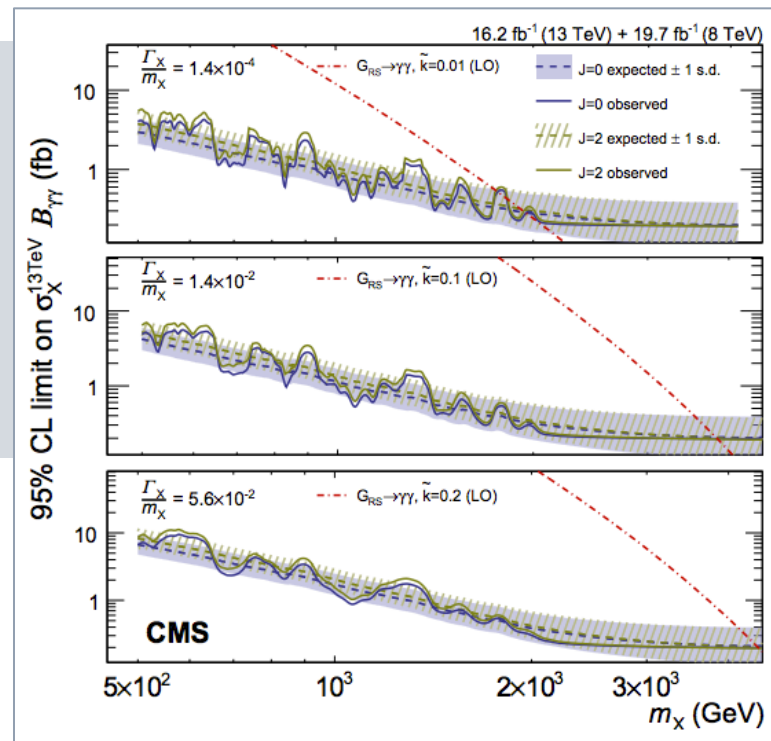 16.2 fb⁻¹ (13 TeV) + 19.7 fb⁻¹ (8 TeV)
95% CL limit on σ_X^13TeV B_γγ (fb)
Γ_X/m_X = 1.4×10⁻⁴
G_RS→γγ, k̃=0.01 (LO)
J=0 expected ± 1 s.d.
J=0 observed
J=2 expected ± 1 s.d.
J=2 observed
10
1
Γ_X/m_X = 1.4×10⁻²
G_RS→γγ, k̃=0.1 (LO)
10
1
Γ_X/m_X = 5.6×10⁻²
G_RS→γγ, k̃=0.2 (LO)
10
1
CMS
5×10² 10³ 2×10³ 3×10³
m_X (GeV)